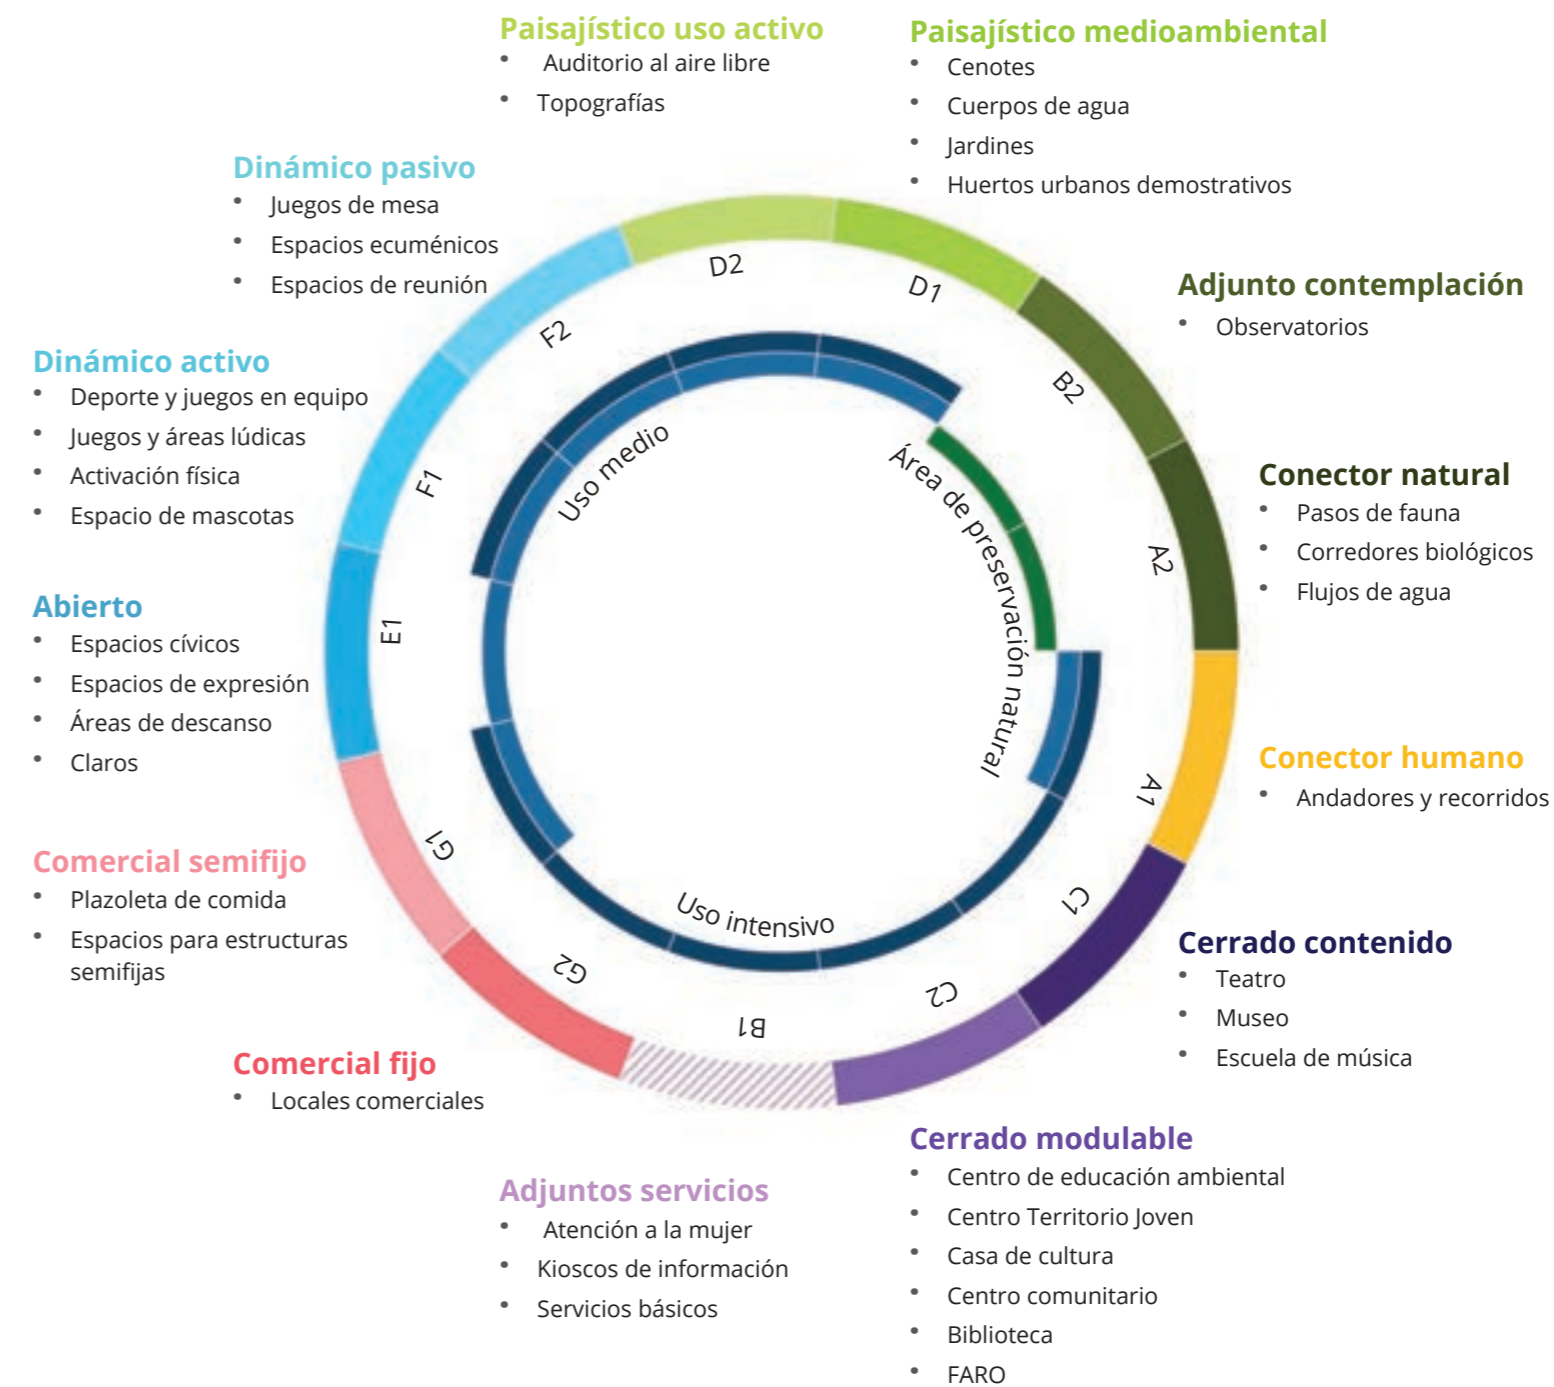 Paisajístico uso activo
• Auditorio al aire libre
• Topografías
Paisajístico medioambiental
• Cenotes
• Cuerpos de agua
• Jardines
• Huertos urbanos demostrativos
Dinámico pasivo
• Juegos de mesa
• Espacios ecuménicos
• Espacios de reunión
Adjunto contemplación
• Observatorios
Dinámico activo
• Deporte y juegos en equipo
• Juegos y áreas lúdicas
• Activación física
• Espacio de mascotas
Conector natural
• Pasos de fauna
• Corredores biológicos
• Flujos de agua
Abierto
• Espacios cívicos
• Espacios de expresión
• Áreas de descanso
• Claros
Conector humano
• Andadores y recorridos
Comercial semifijo
• Plazoleta de comida
• Espacios para estructuras
semifijas
Cerrado contenido
• Teatro
• Museo
• Escuela de música
Comercial fijo
• Locales comerciales
Cerrado modulable
• Centro de educación ambiental
• Centro Territorio Joven
• Casa de cultura
• Centro comunitario
• Biblioteca
• FARO
Adjuntos servicios
• Atención a la mujer
• Kioscos de información
• Servicios básicos
D2
D1
B2
A2
A1
C1
C2
B1
G2
G1
E1
F1
F2
Uso medio
Área de preservación natural
Uso intensivo